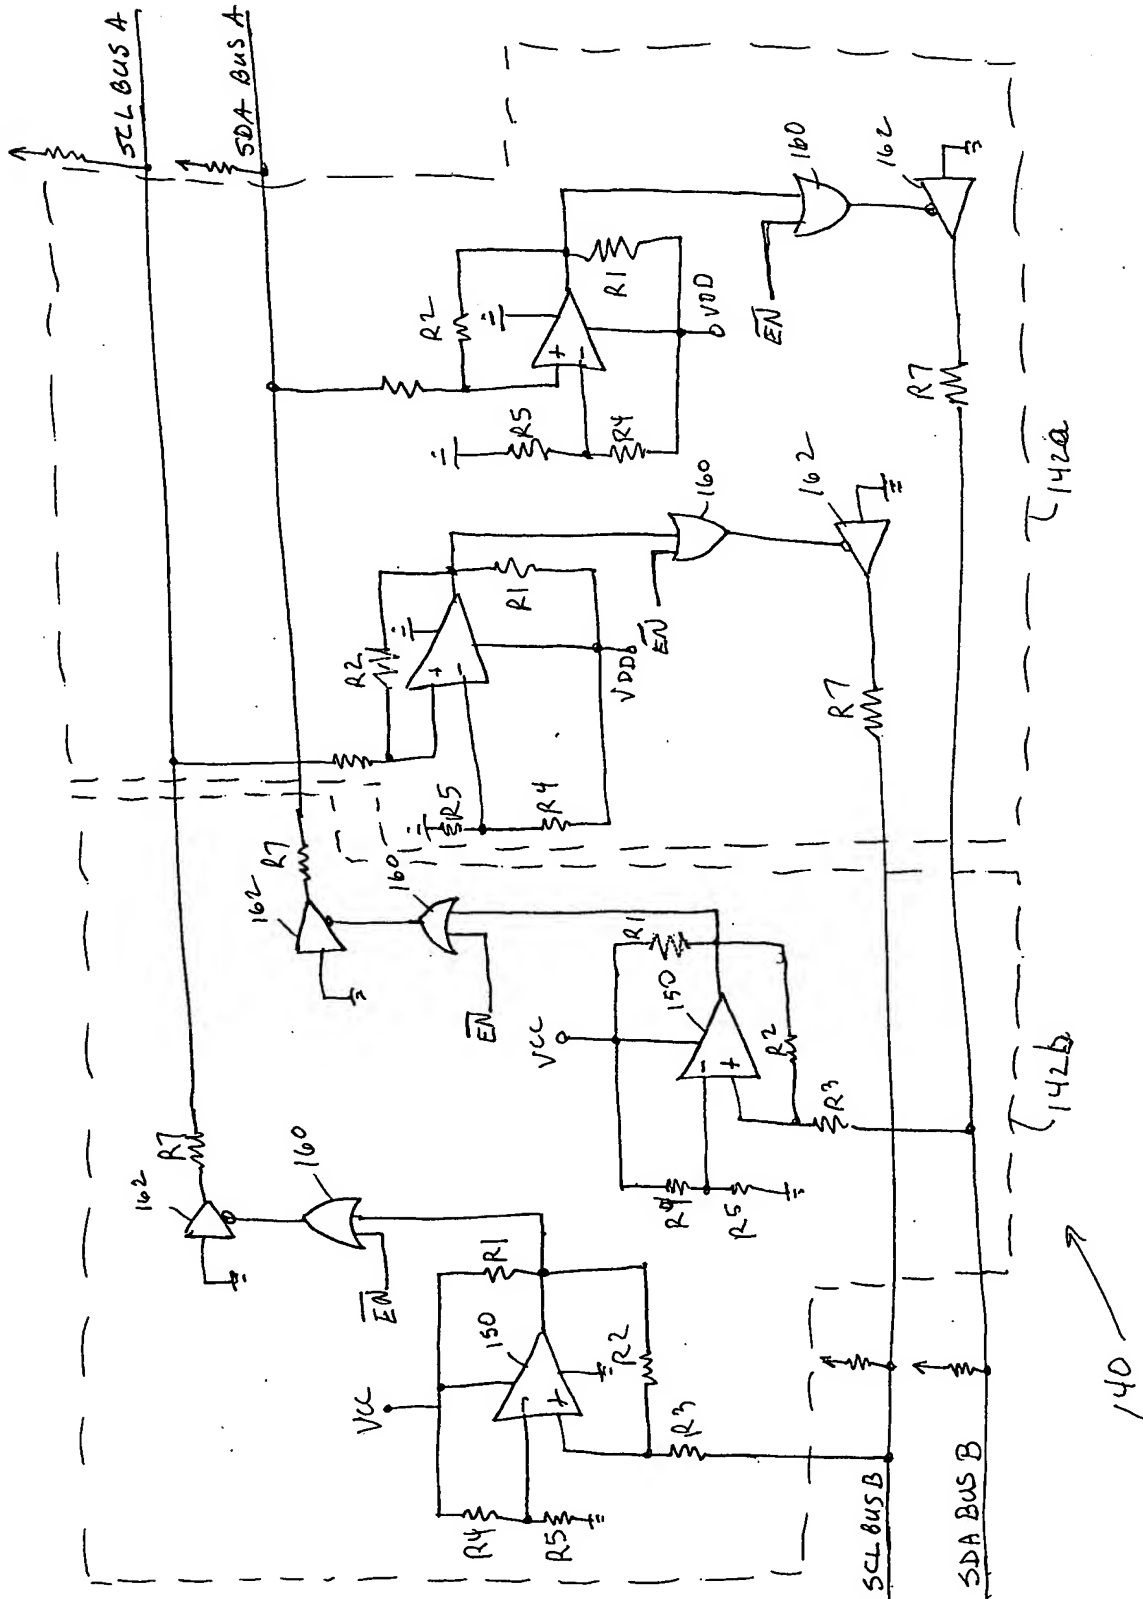 SCL BUS A
SDA BUS A
R2
R1
R5
R4
+
−
VDD
EN
160
162
R7
142a
R2
R1
R5
R4
+
−
VDD
EN
160
162
R7
R7
162
160
EN
VCC
150
R1
R2
R3
R4
R5
−
+
142b
R7
162
160
EN
VCC
150
R1
R2
R3
R4
R5
−
+
SCL BUS B
SDA BUS B
140